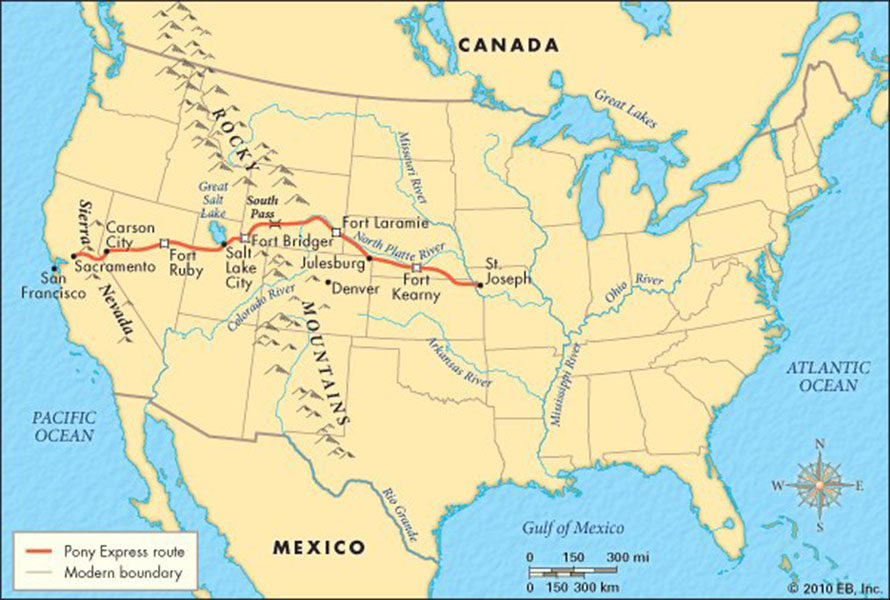 CANADA
Great Lakes
ROCKY
Missouri River
Great
Salt
Lake
South
Pass
Sierra
Nevada
Carson
City
Fort Laramie
Fort Bridger
North Platte River
Sacramento
Fort
Ruby
Salt
Lake
City
Julesburg
St.
Joseph
San
Francisco
Denver
Fort
Kearny
Ohio River
Colorado River
MOUNTAINS
Arkansas River
Mississippi River
ATLANTIC
OCEAN
PACIFIC
OCEAN
N
W
E
S
Rio Grande
Gulf of Mexico
MEXICO
Pony Express route
Modern boundary
0 150 300 mi
0 150 300 km
© 2010 EB, Inc.